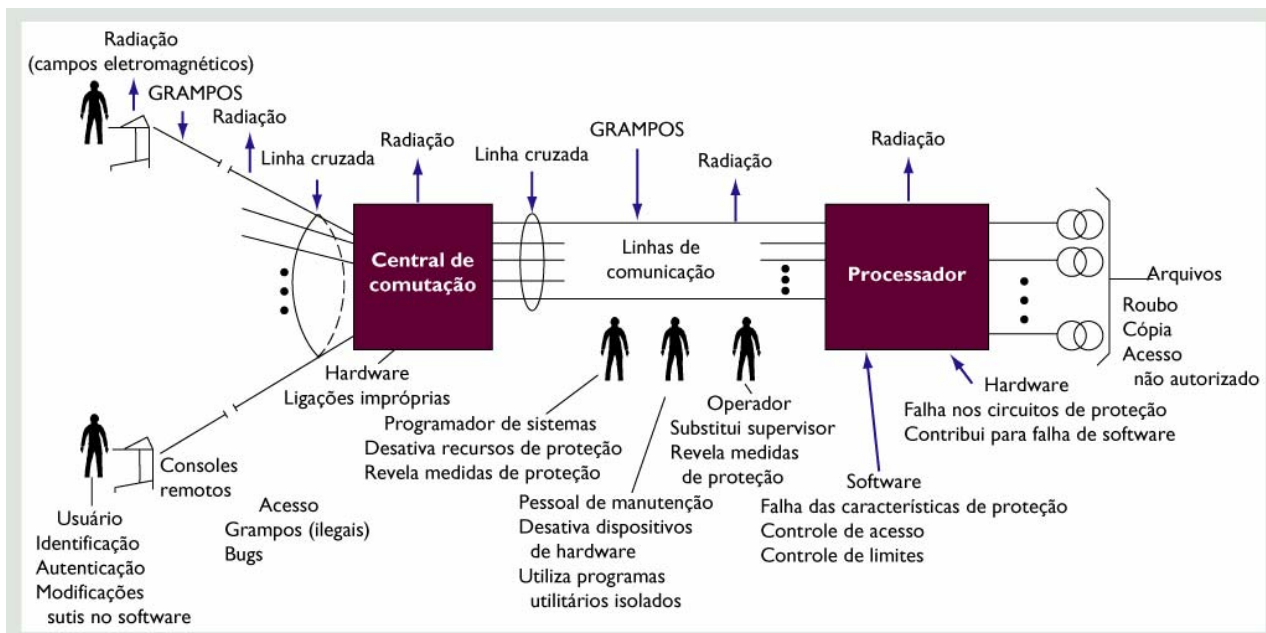 Radiação
(campos eletromagnéticos)
GRAMPOS
Radiação
Linha cruzada
Radiação
Linha cruzada
GRAMPOS
Radiação
Radiação
Central de
comutação
Linhas de
comunicação
Processador
Arquivos
Roubo
Cópia
Acesso
não autorizado
Hardware
Ligações impróprias
Programador de sistemas
Desativa recursos de proteção
Revela medidas de proteção
Operador
Substitui supervisor
Revela medidas
de proteção
Hardware
Falha nos circuitos de proteção
Contribui para falha de software
Consoles
remotos
Acesso
Grampos (ilegais)
Bugs
Pessoal de manutenção
Desativa dispositivos
de hardware
Utiliza programas
utilitários isolados
Software
Falha das características de proteção
Controle de acesso
Controle de limites
Usuário
Identificação
Autenticação
Modificações
sutis no software